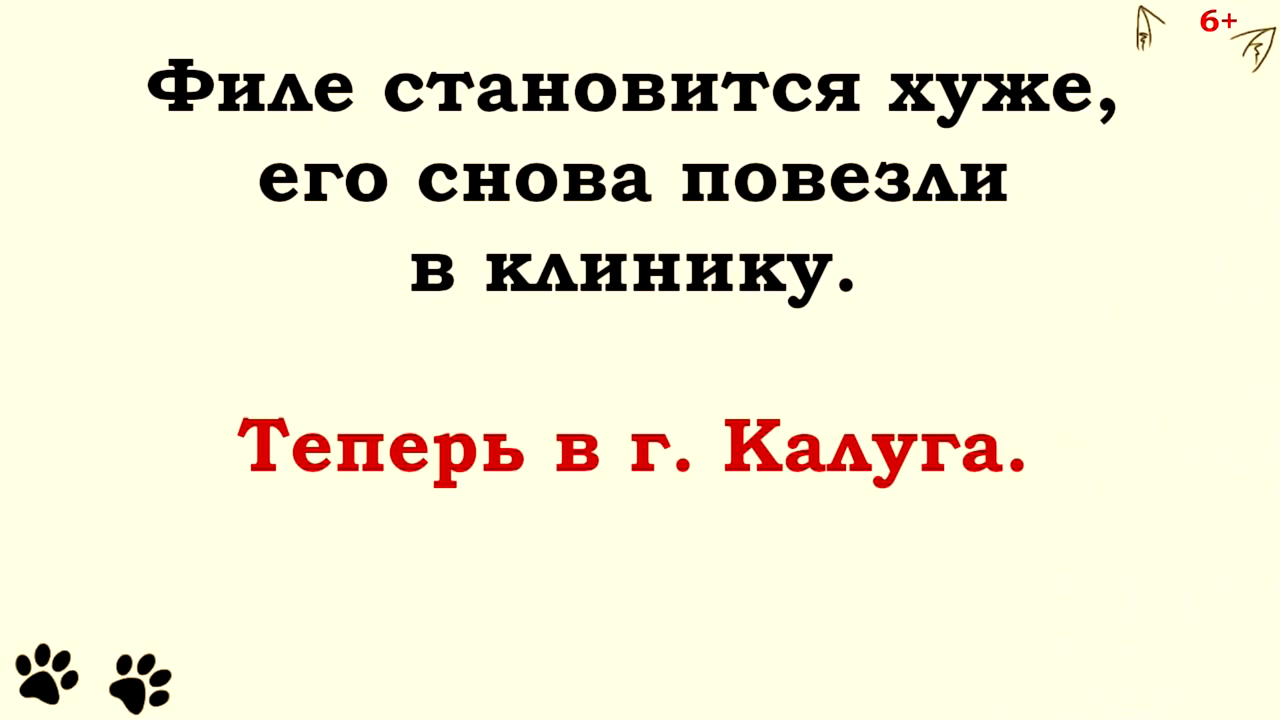 6+
Филе становится хуже,
его снова повезли
в клинику.
Теперь в г. Калуга.